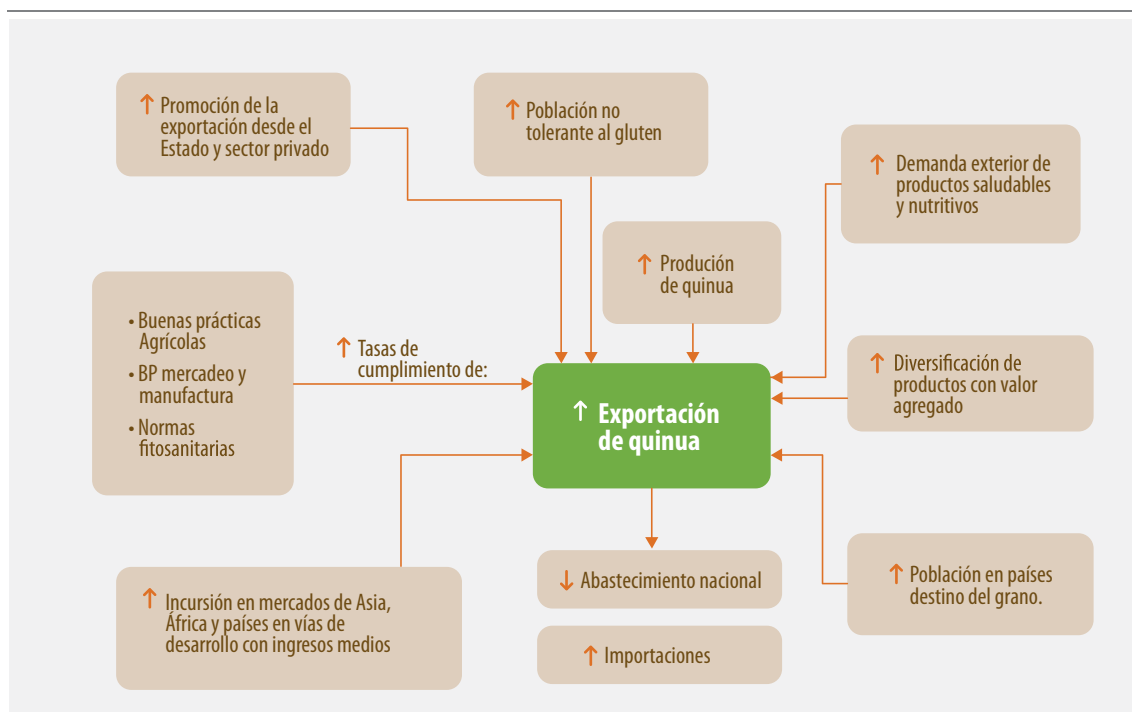 ↑ Promoción de la
exportación desde el
Estado y sector privado
↑ Población no
tolerante al gluten
↑ Demanda exterior de
productos saludables
y nutritivos
↑ Produción
de quinua
• Buenas prácticas
Agrícolas
• BP mercadeo y
manufactura
• Normas
fitosanitarias
↑ Tasas de
cumplimiento de:
↑ Exportación
de quinua
↑ Diversificación de
productos con valor
agregado
↑ Incursión en mercados de Asia,
África y países en vías de
desarrollo con ingresos medios
↓ Abastecimiento nacional
↑ Importaciones
↑ Población en países
destino del grano.